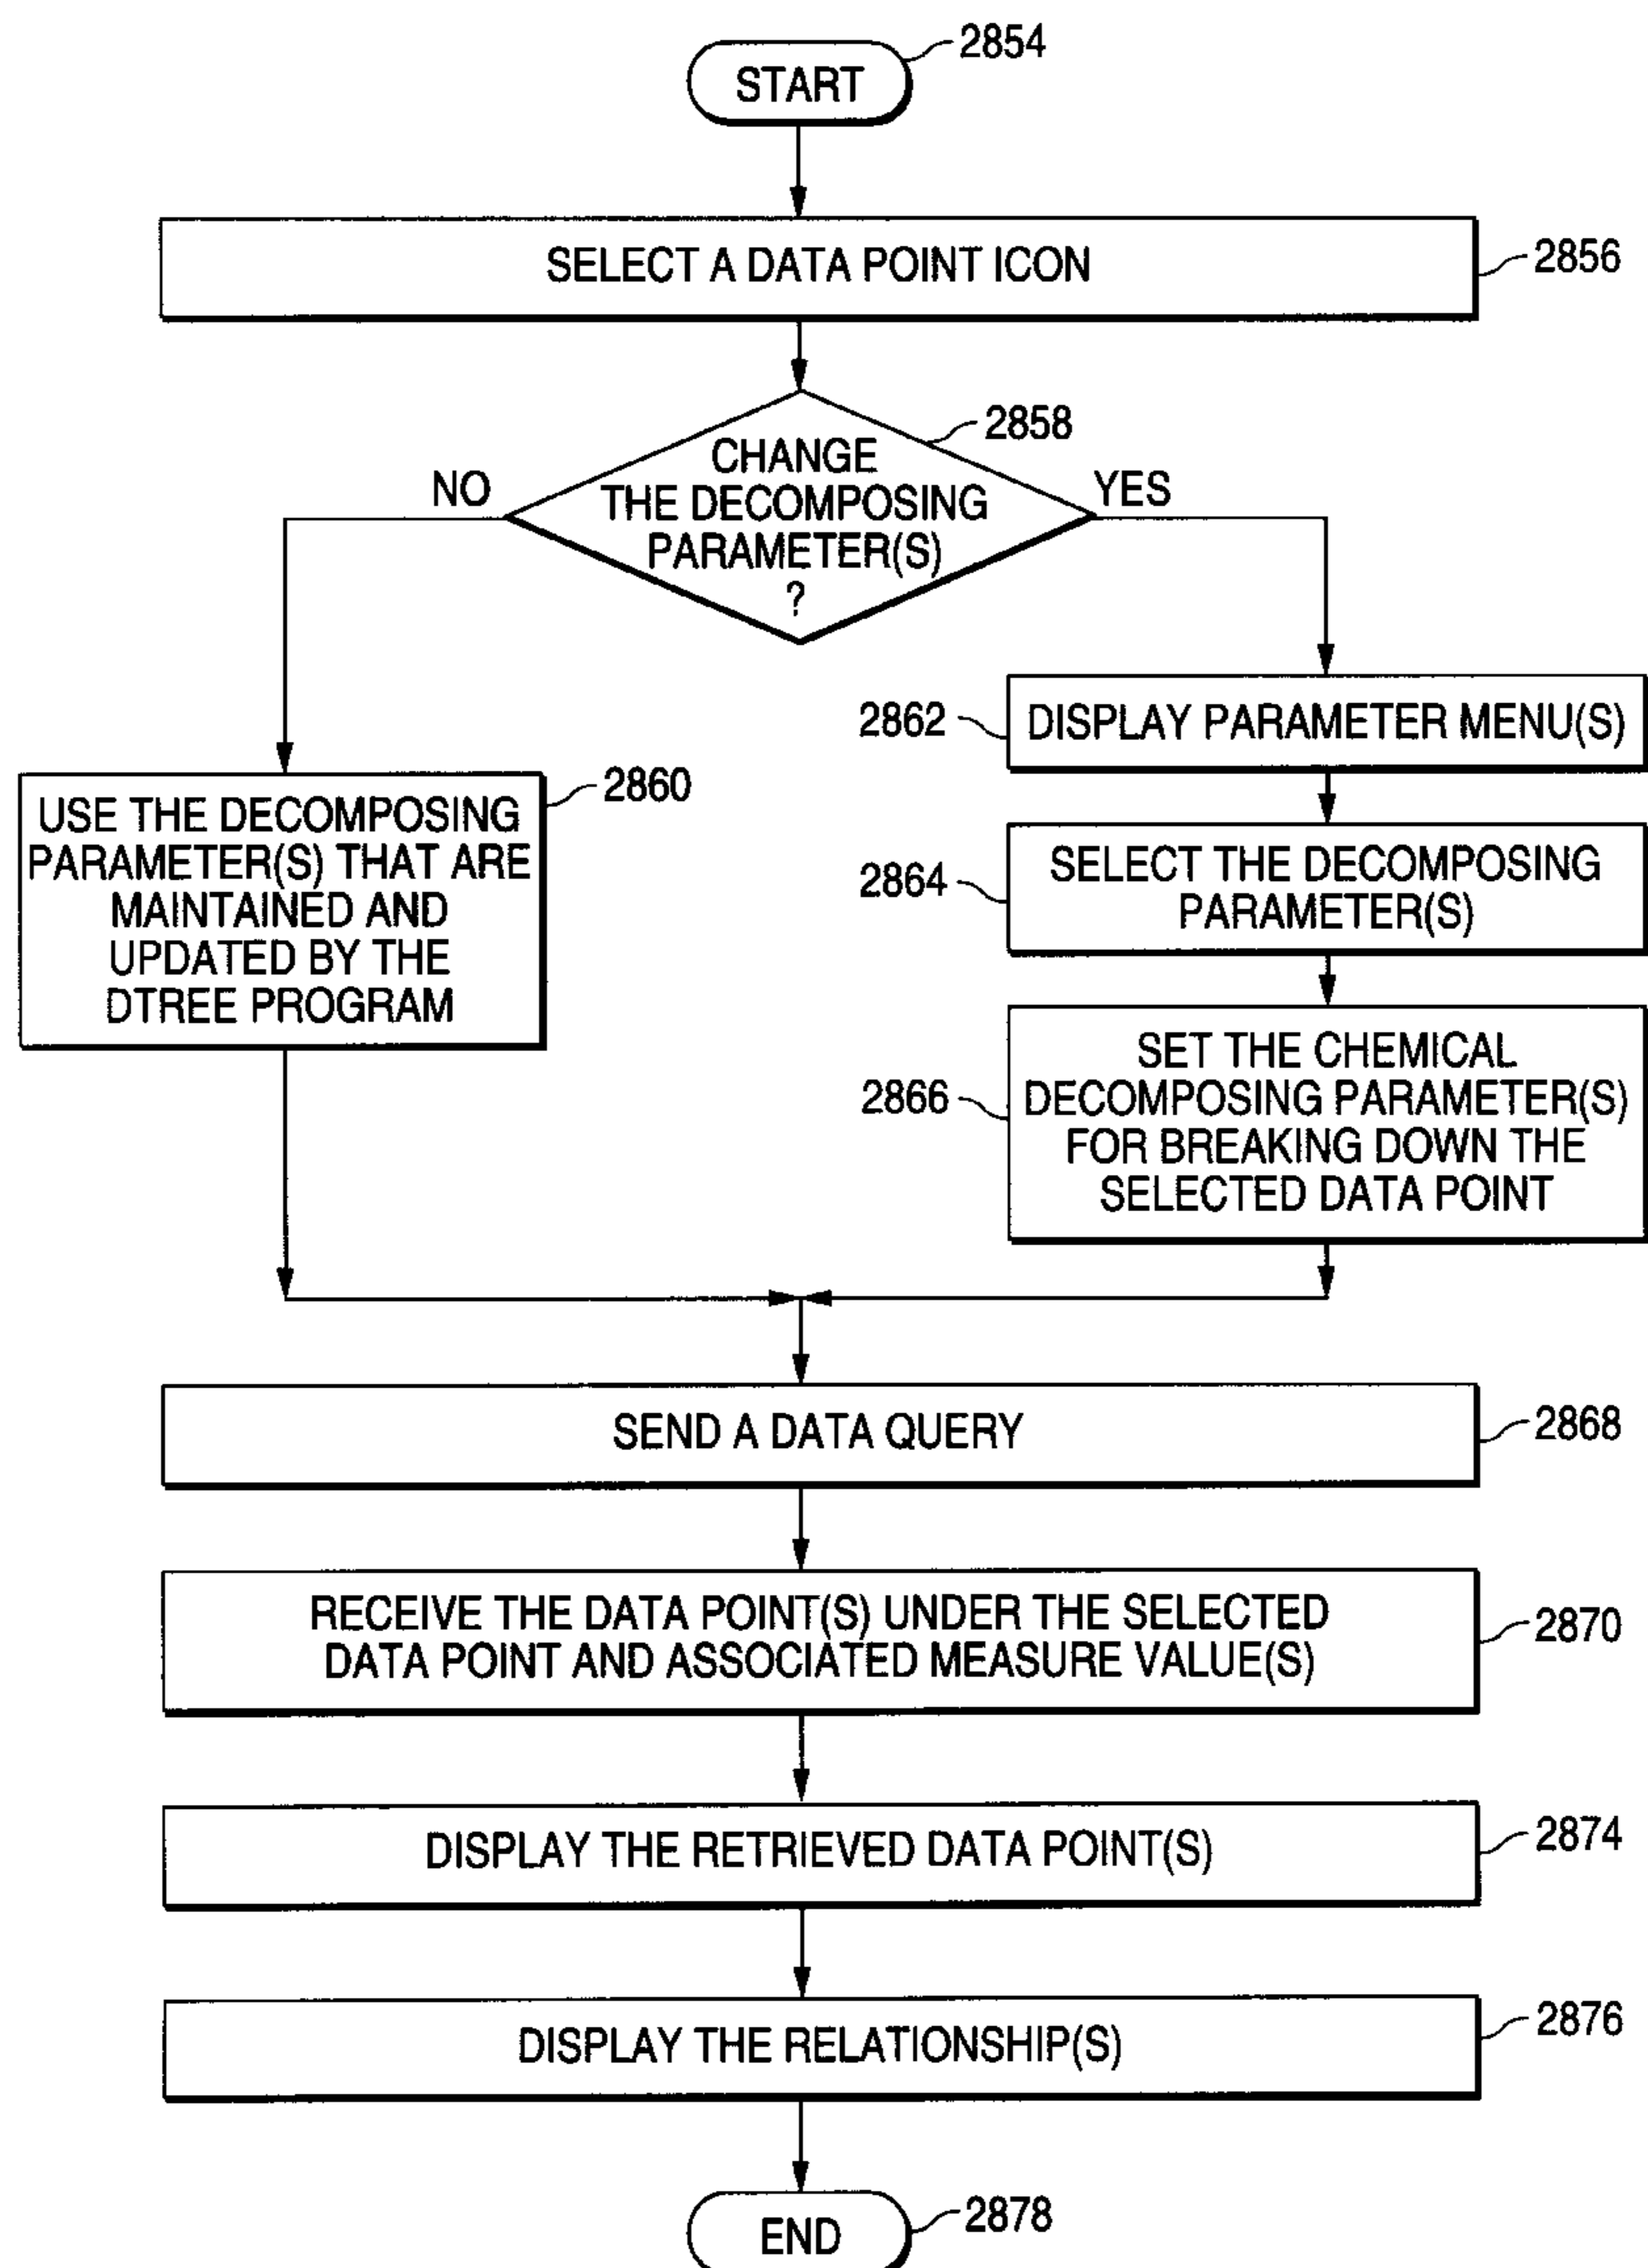 START
2854
SELECT A DATA POINT ICON
2856
2858
CHANGE
THE DECOMPOSING
PARAMETER(S)
?
NO
YES
2862
DISPLAY PARAMETER MENU(S)
2860
USE THE DECOMPOSING
PARAMETER(S) THAT ARE
MAINTAINED AND
UPDATED BY THE
DTREE PROGRAM
2864
SELECT THE DECOMPOSING
PARAMETER(S)
2866
SET THE CHEMICAL
DECOMPOSING PARAMETER(S)
FOR BREAKING DOWN THE
SELECTED DATA POINT
SEND A DATA QUERY
2868
RECEIVE THE DATA POINT(S) UNDER THE SELECTED
DATA POINT AND ASSOCIATED MEASURE VALUE(S)
2870
DISPLAY THE RETRIEVED DATA POINT(S)
2874
DISPLAY THE RELATIONSHIP(S)
2876
END
2878